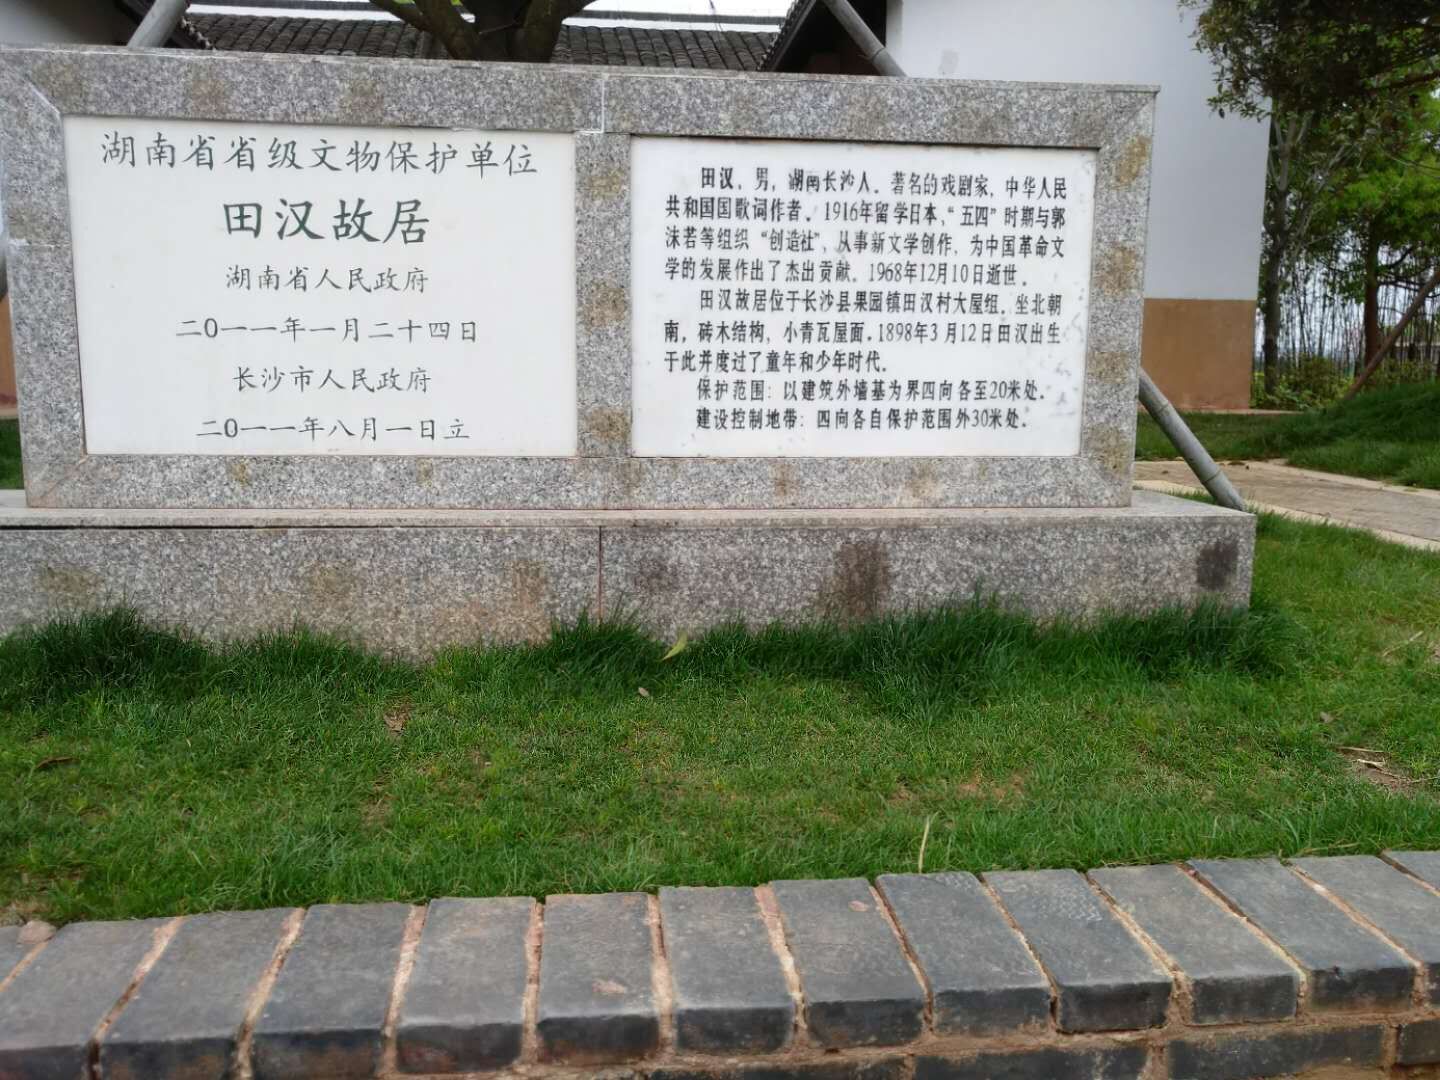 湖南省省级文物保护单位
田汉故居
湖南省人民政府
二〇一一年一月二十四日
长沙市人民政府
二〇一一年八月一日立
田汉，男，湖南长沙人。著名的戏剧家，中华人民
共和国国歌词作者。1916年留学日本，“五四”时期与郭
沫若等组织“创造社”，从事新文学创作，为中国革命文
学的发展作出了杰出贡献。1968年12月10日逝世。
田汉故居位于长沙县果园镇田汉村大屋组。坐北朝
南，砖木结构，小青瓦屋面。1898年3月12日田汉出生
于此并度过了童年和少年时代。
保护范围：以建筑外墙基为界四向各至20米处。
建设控制地带：四向各自保护范围外30米处。